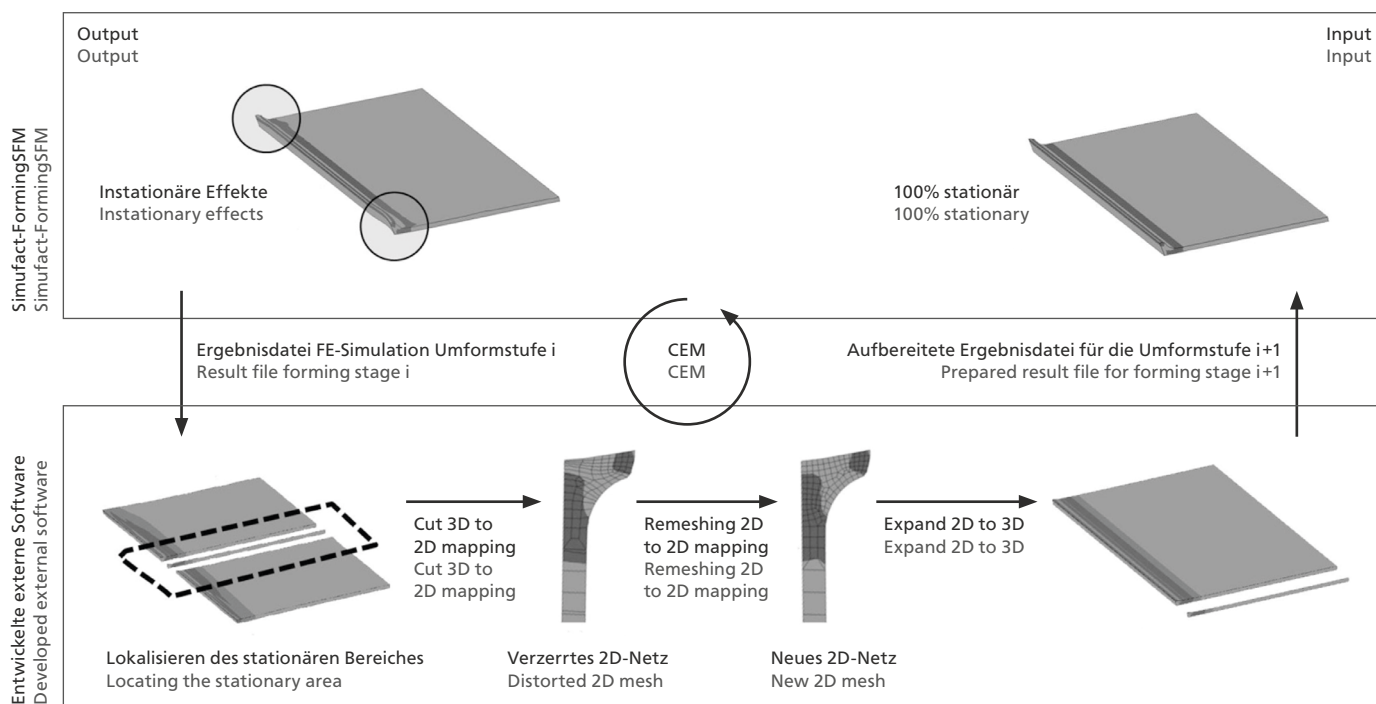 Output
Output
Input
Input
Simufact-FormingSFM
Simufact-FormingSFM
Instationäre Effekte
Instationary effects
100% stationär
100% stationary
Ergebnisdatei FE-Simulation Umformstufe i
Result file forming stage i
CEM
CEM
Aufbereitete Ergebnisdatei für die Umformstufe i+1
Prepared result file for forming stage i+1
Entwickelte externe Software
Developed external software
Cut 3D to
2D mapping
Cut 3D to
2D mapping
Remeshing 2D
to 2D mapping
Remeshing 2D
to 2D mapping
Expand 2D to 3D
Expand 2D to 3D
Lokalisieren des stationären Bereiches
Locating the stationary area
Verzerrtes 2D-Netz
Distorted 2D mesh
Neues 2D-Netz
New 2D mesh